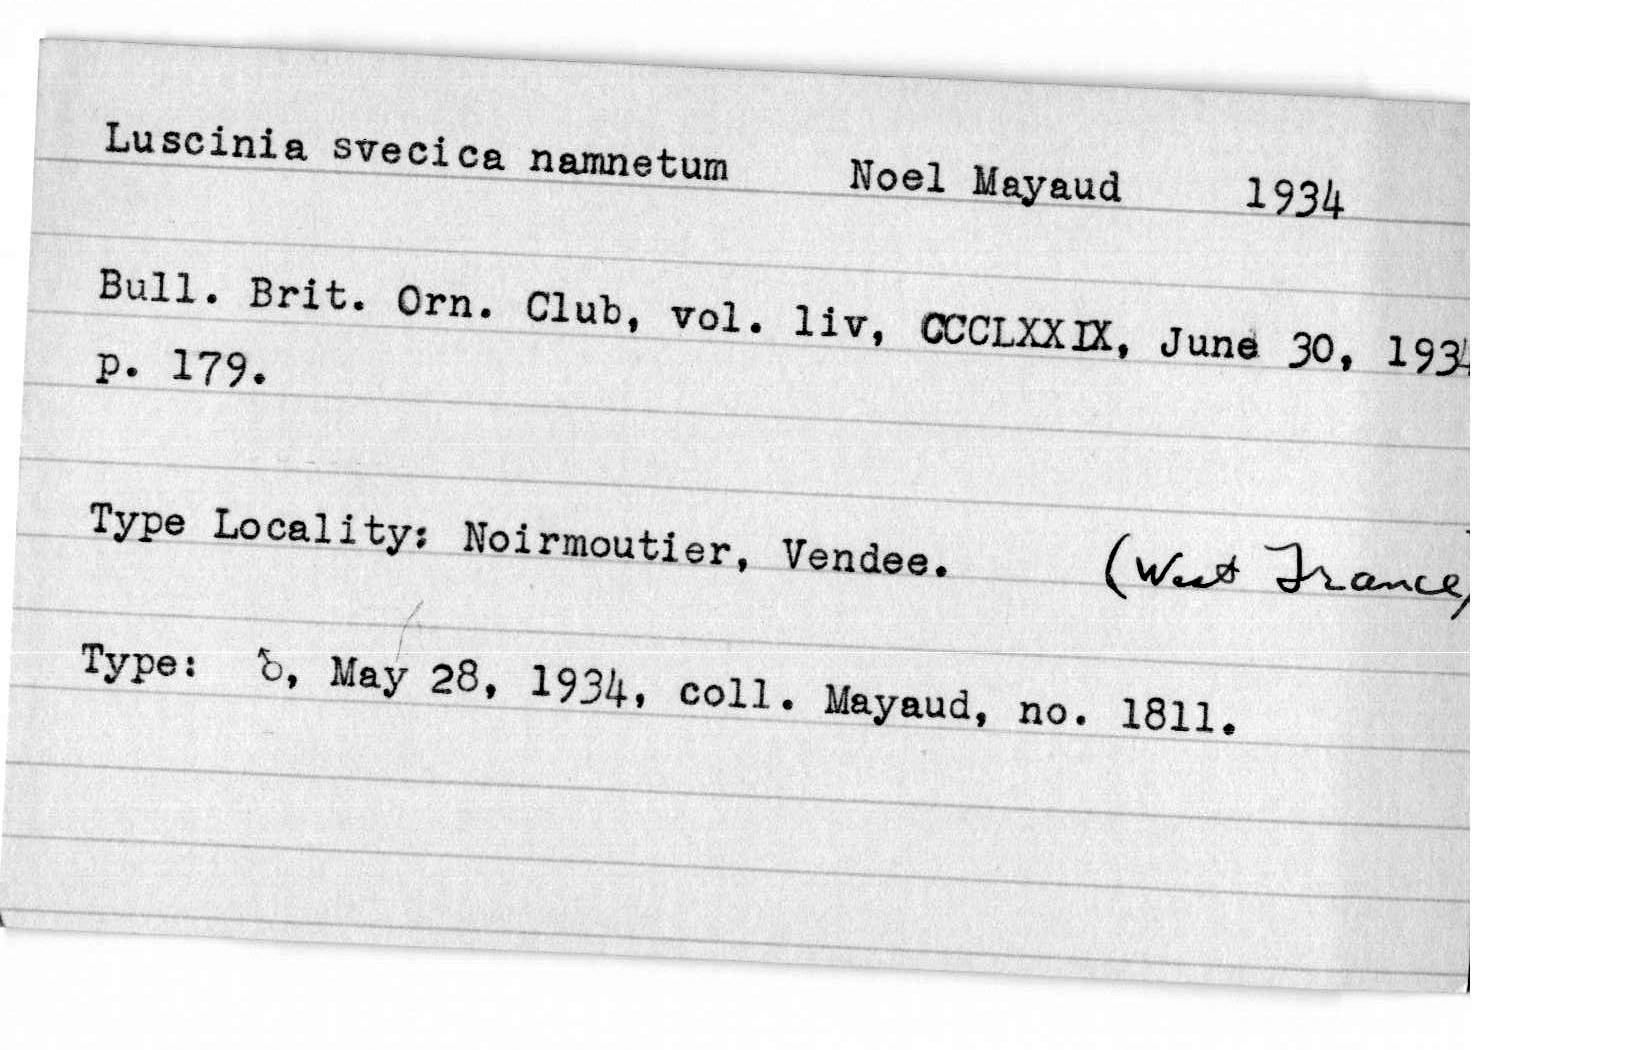 Luscinia svecica namnetum Noel Mayaud 1934
Bull. Brit. Orn. Club, vol. liv, CCCLXXIX, June 30, 1934
p. 179.
Type Locality: Noirmoutier, Vendee. (West France)
Type: ♂, May 28, 1934, coll. Mayaud, no. 1811.